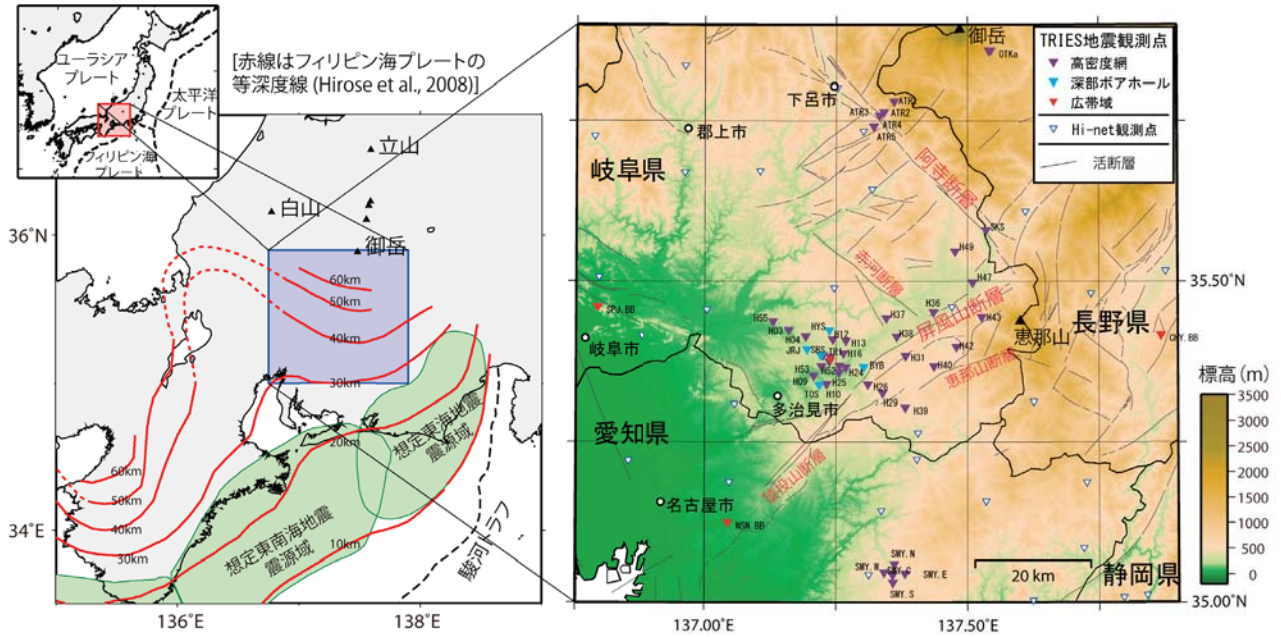 ユーラシア
プレート
太平洋
プレート
フィリピン海
プレート
[赤線はフィリピン海プレートの
等深度線 (Hirose et al., 2008)]
立山
白山
御岳
36°N
34°N
136°E
138°E
60km
50km
40km
30km
20km
10km
60km
50km
40km
30km
想定東海地震
震源域
想定東南海地震
震源域
駿河トラフ
御岳
OTKa
下呂市
ATR3
ATR2
ATR4
ATR5
郡上市
岐阜県
阿寺断層
SKS
H49
赤河断層
H47
H36
屏風山断層
H43
恵那山
長野県
H37
H38
H42
恵那山断層
H31
H40
SPJ.BB
岐阜市
H55
H03
H04
HYS
H12
H13
JRJ
SBS
H16
H53
H52
H24
BYB
H09
H25
TOS
H10
H26
H29
H39
多治見市
愛知県
名古屋市
NSN.BB
SMY.N
SMY.W
SMY.E
SMY.S
20 km
静岡県
TRIES地震観測点
高密度網
深部ボアホール
広帯域
Hi-net観測点
活断層
35.50°N
35.00°N
137.00°E
137.50°E
標高(m)
3500
3000
2500
2000
1500
1000
500
0